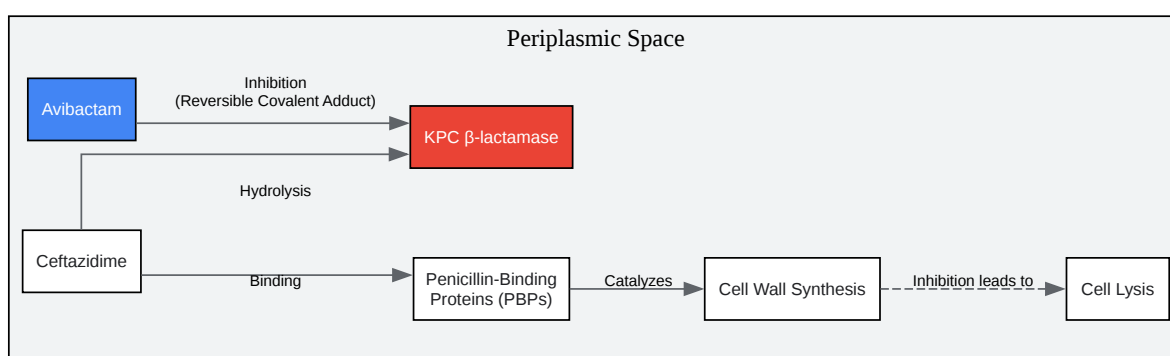 Periplasmic Space
Inhibition
(Reversible Covalent Adduct)
Avibactam
KPC β-lactamase
Hydrolysis
Ceftazidime
Binding
Penicillin-Binding
Proteins (PBPs)
Catalyzes
Cell Wall Synthesis
Inhibition leads to
Cell Lysis